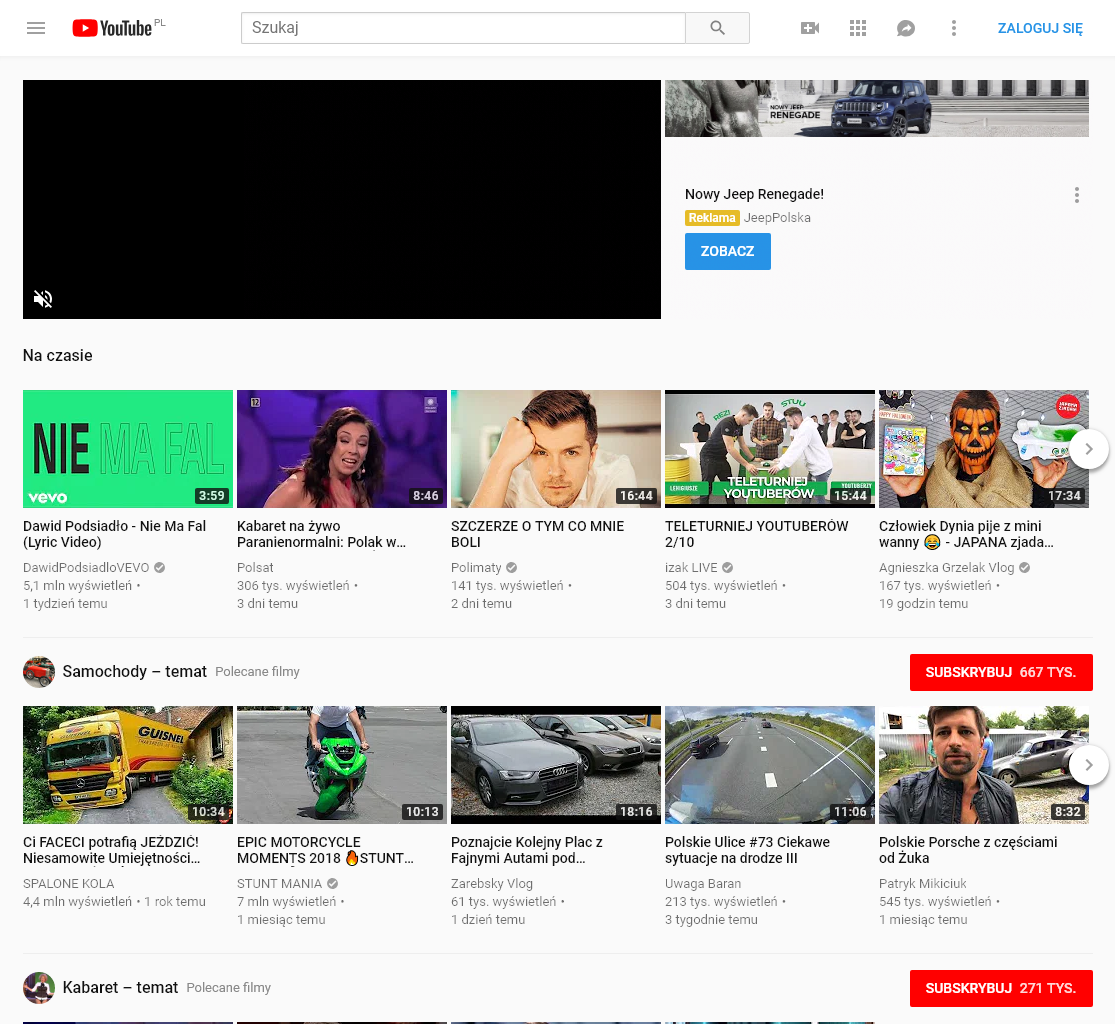 YouTube PL
Szukaj
ZALOGUJ SIĘ
NOWY JEEP
RENEGADE
Nowy Jeep Renegade!
Reklama JeepPolska
ZOBACZ
Na czasie
NIE MA FAL
vevo
3:59
12
8:46
16:44
REZI
STUU
LEH9GIUSZE
TELETURNIEJ
YOUTUBERÓW
YOUTUBERZY
15:44
HAPPY HALLOWEEN
JAPANA
ZJADAM
17:34
Dawid Podsiadło - Nie Ma Fal
(Lyric Video)
DawidPodsiadloVEVO
5,1 mln wyświetleń •
1 tydzień temu
Kabaret na żywo
Paranienormalni: Polak w…
Polsat
306 tys. wyświetleń •
3 dni temu
SZCZERZE O TYM CO MNIE
BOLI
Polimaty
141 tys. wyświetleń •
2 dni temu
TELETURNIEJ YOUTUBERÓW
2/10
izak LIVE
504 tys. wyświetleń •
3 dni temu
Człowiek Dynia pije z mini
wanny 😂 - JAPANA zjada…
Agnieszka Grzelak Vlog
167 tys. wyświetleń •
19 godzin temu
Samochody – temat Polecane filmy
SUBSKRYBUJ 667 TYS.
GUISNEL
10:34
10:13
18:16
11:06
8:32
Ci FACECI potrafią JEŹDZIĆ!
Niesamowite Umiejętności…
SPALONE KOLA
4,4 mln wyświetleń • 1 rok temu
EPIC MOTORCYCLE
MOMENTS 2018 🔥STUNT…
STUNT MANIA
7 mln wyświetleń •
1 miesiąc temu
Poznajcie Kolejny Plac z
Fajnymi Autami pod…
Zarebsky Vlog
61 tys. wyświetleń •
1 dzień temu
Polskie Ulice #73 Ciekawe
sytuacje na drodze III
Uwaga Baran
213 tys. wyświetleń •
3 tygodnie temu
Polskie Porsche z częściami
od Żuka
Patryk Mikiciuk
545 tys. wyświetleń •
1 miesiąc temu
Kabaret – temat Polecane filmy
SUBSKRYBUJ 271 TYS.